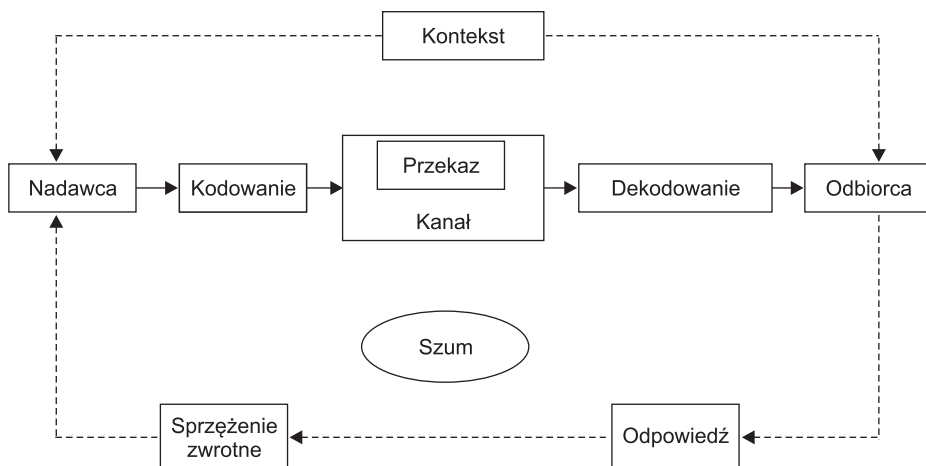 Kontekst
Nadawca
Kodowanie
Przekaz
Kanał
Dekodowanie
Odbiorca
Szum
Sprzężenie
zwrotne
Odpowiedź